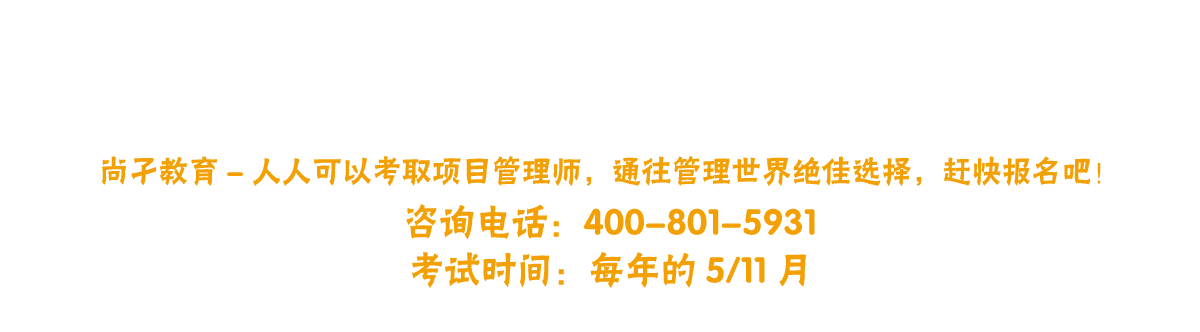 尚孑教育 – 人人可以考取项目管理师，通往管理世界绝佳选择，赶快报名吧！
咨询电话：400–801–5931
考试时间：每年的 5/11 月